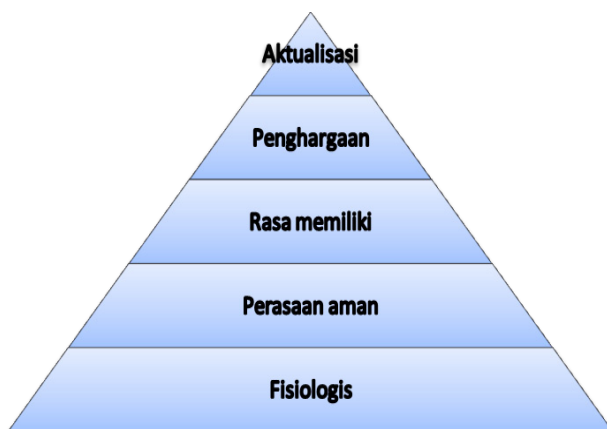 Aktualisasi
Penghargaan
Rasa memiliki
Perasaan aman
Fisiologis